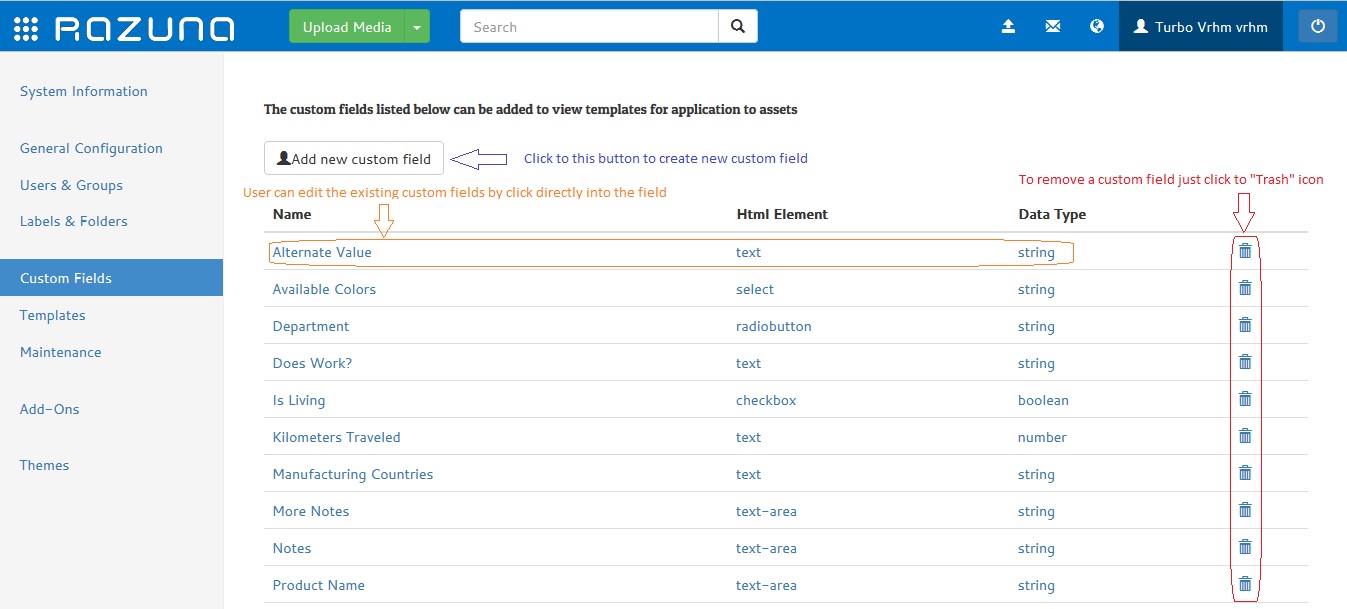 RAZUNA
Upload Media
Search
Turbo Vrhm vrhm
System Information
General Configuration
Users & Groups
Labels & Folders
Custom Fields
Templates
Maintenance
Add-Ons
Themes
The custom fields listed below can be added to view templates for application to assets
Add new custom field
Click to this button to create new custom field
User can edit the existing custom fields by click directly into the field
To remove a custom field just click to "Trash" icon
Name Html Element Data Type
Alternate Value text string
Available Colors select string
Department radiobutton string
Does Work? text string
Is Living checkbox boolean
Kilometers Traveled text number
Manufacturing Countries text string
More Notes text-area string
Notes text-area string
Product Name text-area string